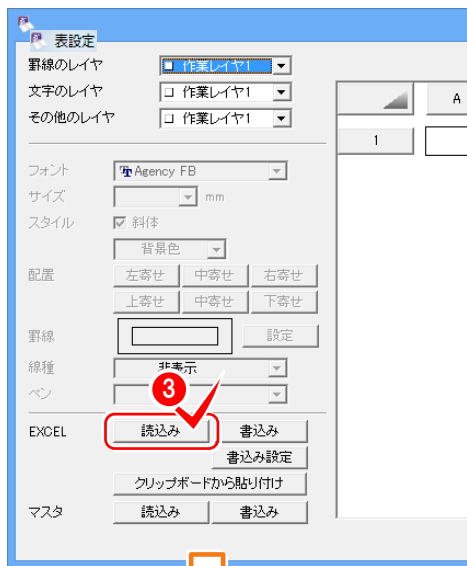 表設定
罫線のレイヤ 作業レイヤ1
文字のレイヤ 作業レイヤ1
その他のレイヤ 作業レイヤ1
A
1
フォント Agency FB
サイズ mm
スタイル 斜体
背景色
配置 左寄せ 中寄せ 右寄せ
上寄せ 中寄せ 下寄せ
罫線 設定
線種 非表示
ペン
3
EXCEL 読込み 書込み
書込み設定
クリップボードから貼り付け
マスタ 読込み 書込み